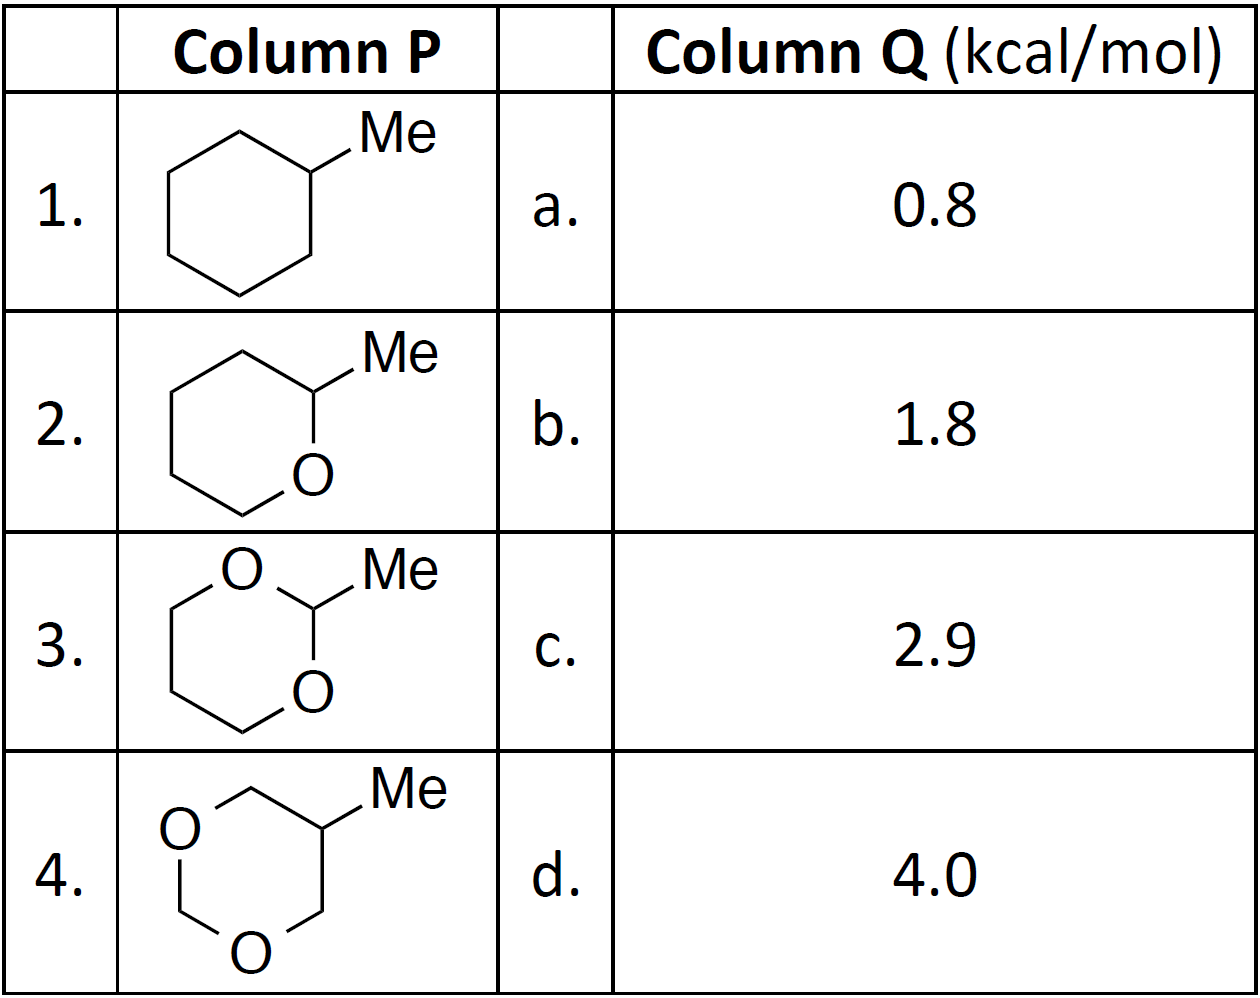 Column P Column Q (kcal/mol)
Me
1. a. 0.8
Me
2. b. 1.8
O
O Me
3. c. 2.9
O
Me
O
4. d. 4.0
O